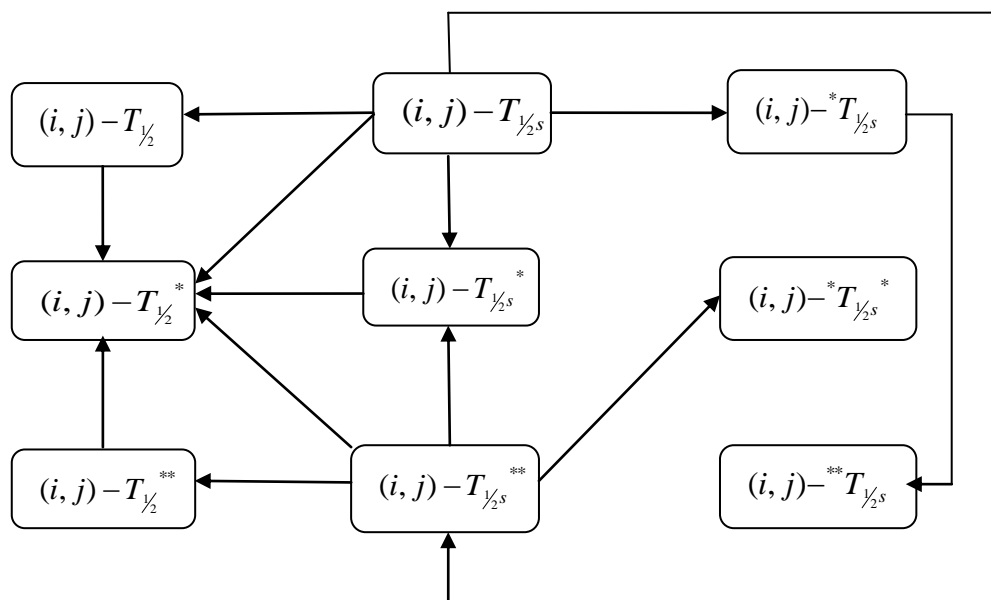 (i, j) – T½
(i, j) – T½s
(i, j)–*T½s
(i, j) – T½*
(i, j) – T½s*
(i, j)–*T½s*
(i, j) – T½**
(i, j) – T½s**
(i, j)–**T½s